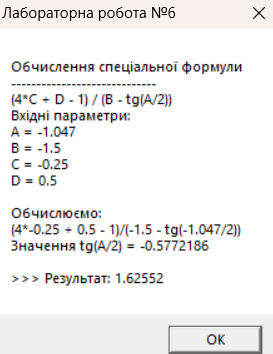 Лабораторна робота №6
Обчислення спеціальної формули
-----------------------------
(4*C + D - 1) / (B - tg(A/2))
Вхідні параметри:
A = -1.047
B = -1.5
C = -0.25
D = 0.5
Обчислюємо:
(4*-0.25 + 0.5 - 1)/(-1.5 - tg(-1.047/2))
Значення tg(A/2) = -0.5772186
>>> Результат: 1.62552
OK